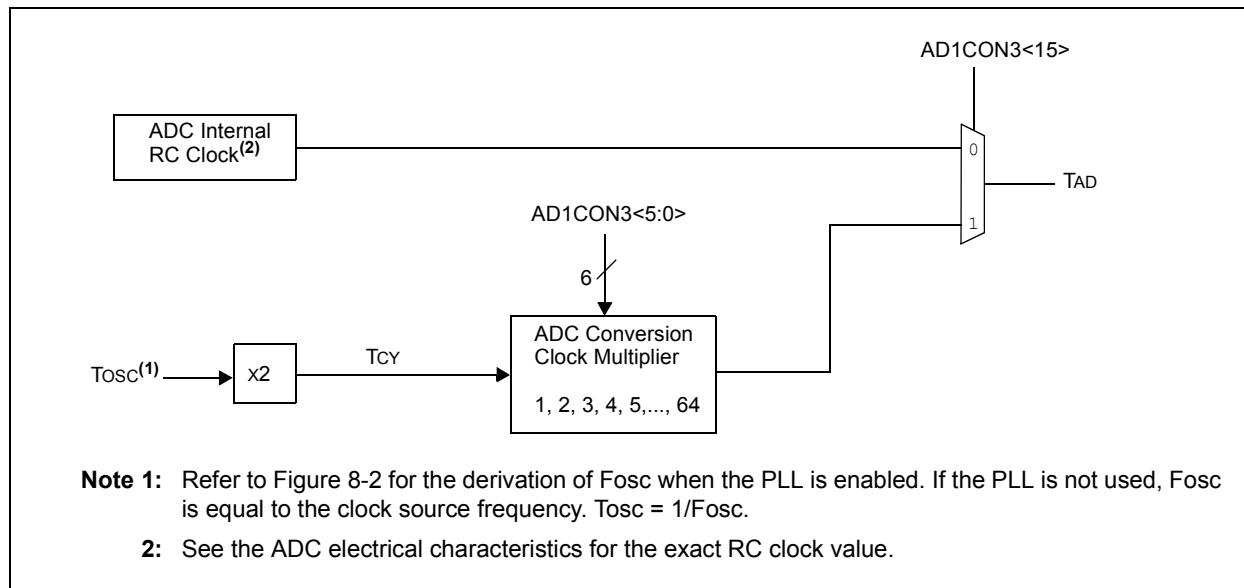 AD1CON3<15>
ADC Internal
RC Clock(2)
0
TAD
AD1CON3<5:0>
1
6
ADC Conversion
Clock Multiplier
TOSC(1)
X2
TCY
1, 2, 3, 4, 5,..., 64
Note 1: Refer to Figure 8-2 for the derivation of Fosc when the PLL is enabled. If the PLL is not used, Fosc
is equal to the clock source frequency. Tosc = 1/Fosc.
2: See the ADC electrical characteristics for the exact RC clock value.